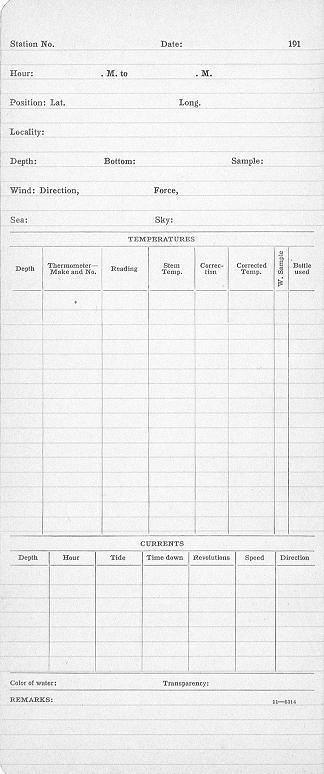 Station No. Date: 191
Hour: . M. to . M.
Position: Lat. Long.
Locality:
Depth: Bottom: Sample:
Wind: Direction, Force,
Sea: Sky:
TEMPERATURES
Depth Thermometer— Make and No. Reading Stem Temp. Correc- tion Corrected Temp. W. Sample Bottle used
CURRENTS
Depth Hour Tide Time down Revolutions Speed Direction
Color of water: Transparency:
REMARKS: 11—6314